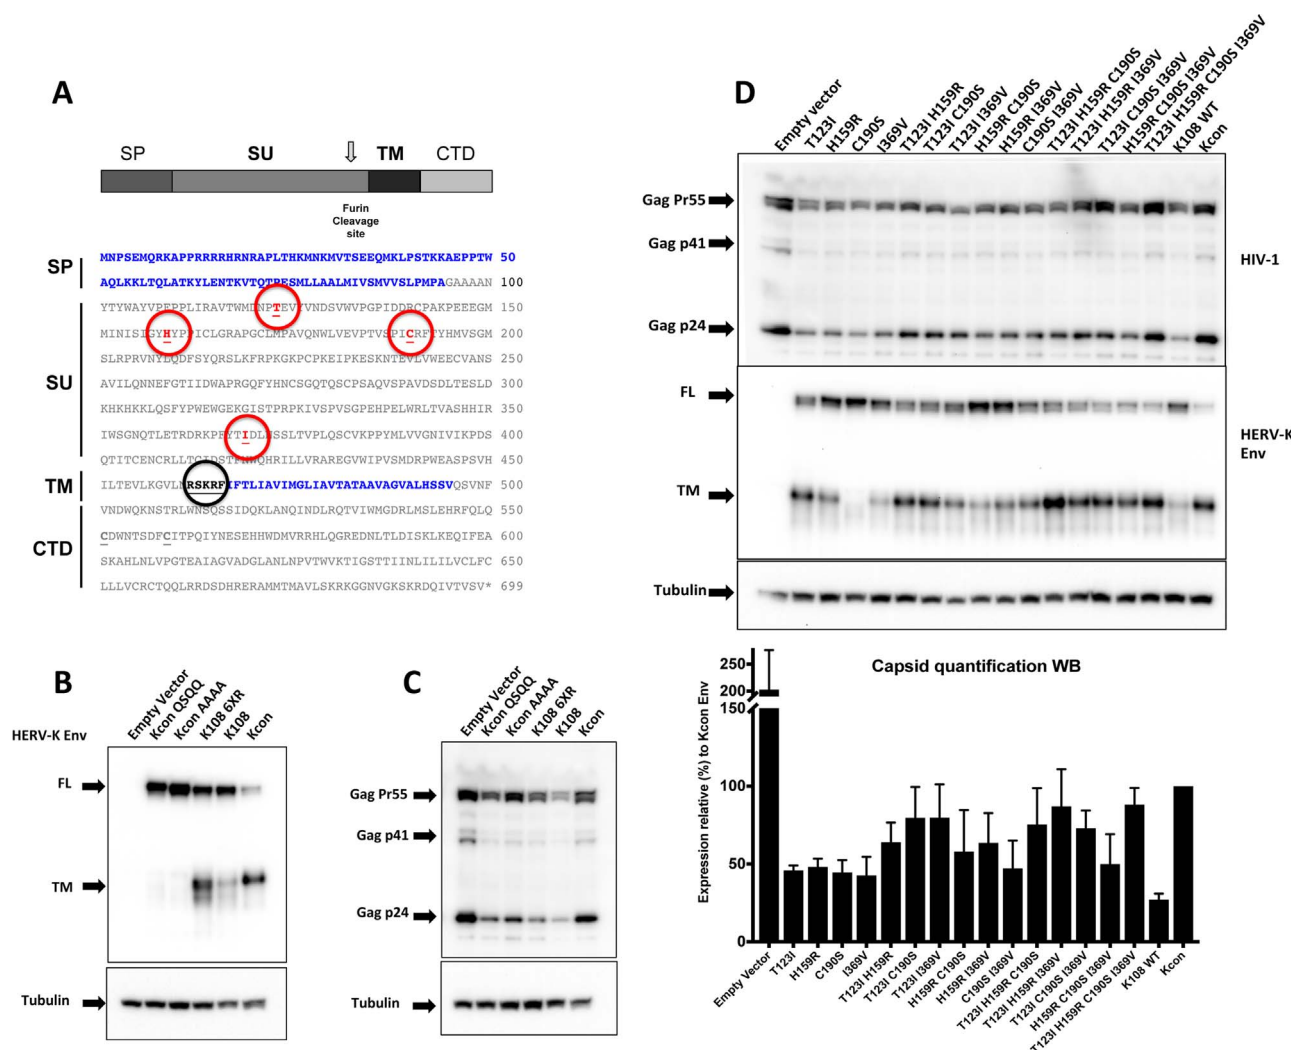 A
SP SU TM CTD
Furin
Cleavage
site
SP
SU
TM
CTD
MNPSEMQRKAPPRRRRHRNRAPLTHKMNKMVTSEEQMKLPSTKKAEPPTW 50
AQLKKLTQLATKYLENTKVTQTPESMLLAALMIVSMVVSLPMPAGAAAAN 100
YTYWAYVPFPPLIRAVTWMDNPTEVYVNDSVWVPGPIDDRCPAKPEEEGM 150
MINISIGYHYPPICLGRAPGCLMPAVQNWLVEVPTVSPICRFTYHMVSGM 200
SLRPRVNYLQDFSYQRSLKFRPKGKPCPKEIPKESKNTEVLVWEECVANS 250
AVILQNNEFGTIIDWAPRGQFYHNCSGQTQSCPSAQVSPAVDSDLTESLD 300
KHKHKKLQSFYPWEWGEKGISTPRPKIVSPVSGPEHPELWRLTVASHHIR 350
IWSGNQTLETRDRKPFYTIDLNSSLTVPLQSCVKPPYMLVVGNIVIKPDS 400
QTITCENCRLLTCIDSTFNWQHRILLVRAREGVWIPVSMDRPWEASPSVH 450
ILTEVLKGVLNRSKRFIFTLIAVIMGLIAVTATAAVAGVALHSSVQSVNF 500
VNDWQKNSTRLWNSQSSIDQKLANQINDLRQTVIWMGDRLMSLEHRFQLQ 550
CDWNTSDFCITPQIYNESEHHWDMVRRHLQGREDNLTLDISKLKEQIFEA 600
SKAHLNLVPGTEAIAGVADGLANLNPVTWVKTIGSTTIINLILILVCLFC 650
LLLVCRCTQQLRRDSDHRERAMMTMAVLSKRKGGNVGKSKRDQIVTVSV* 699
B
Empty Vector
Kcon QSQQ
Kcon AAAA
K108 6XR
K108
Kcon
HERV-K Env
FL
TM
Tubulin
C
Empty Vector
Kcon QSQQ
Kcon AAAA
K108 6XR
K108
Kcon
Gag Pr55
Gag p41
Gag p24
Tubulin
D
Empty vector
T123I
H159R
C190S
I369V
T123I H159R
T123I C190S
T123I I369V
H159R C190S
H159R I369V
C190S I369V
T123I H159R C190S
T123I H159R I369V
T123I C190S I369V
H159R C190S I369V
T123I H159R C190S I369V
K108 WT
Kcon
Gag Pr55
Gag p41
Gag p24
HIV-1
FL
TM
HERV-K
Env
Tubulin
Capsid quantification WB
Expression relative (%) to Kcon Env
250
200
150
100
50
0
Empty Vector
T123I
H159R
C190S
I369V
T123I H159R
T123I C190S
T123I I369V
H159R C190S
H159R I369V
C190S I369V
T123I H159R C190S
T123I H159R I369V
T123I C190S I369V
H159R C190S I369V
T123I H159R C190S I369V
K108 WT
Kcon